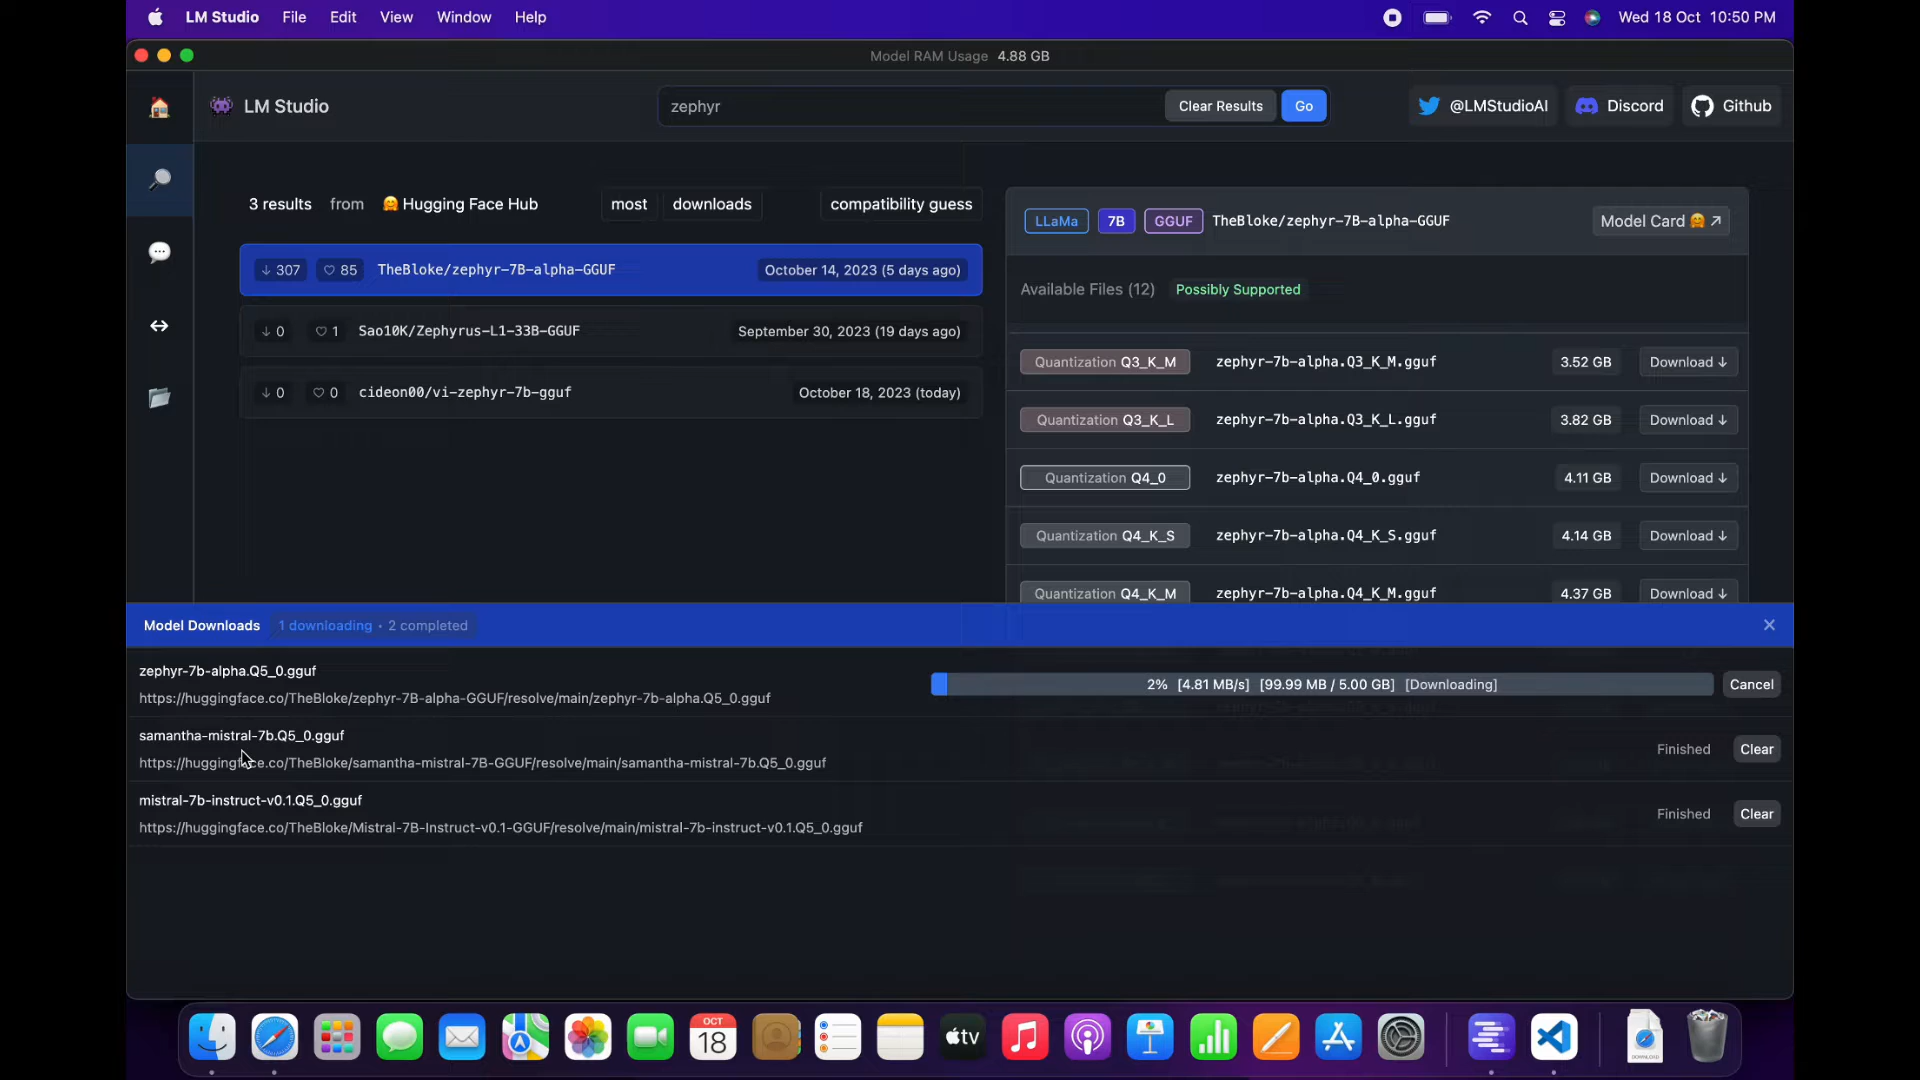 LM Studio File Edit View Window Help Wed 18 Oct 10:50 PM
Model RAM Usage 4.88 GB
LM Studio zephyr Clear Results Go @LMStudioAI Discord Github
3 results from Hugging Face Hub most downloads compatibility guess
LLaMa 7B GGUF TheBloke/zephyr-7B-alpha-GGUF Model Card ↗
↓ 307 ♡ 85 TheBloke/zephyr-7B-alpha-GGUF October 14, 2023 (5 days ago)
Available Files (12) Possibly Supported
↓ 0 ♡ 1 Sao10K/Zephyrus-L1-33B-GGUF September 30, 2023 (19 days ago)
Quantization Q3_K_M zephyr-7b-alpha.Q3_K_M.gguf 3.52 GB Download ↓
↓ 0 ♡ 0 cideon00/vi-zephyr-7b-gguf October 18, 2023 (today)
Quantization Q3_K_L zephyr-7b-alpha.Q3_K_L.gguf 3.82 GB Download ↓
Quantization Q4_0 zephyr-7b-alpha.Q4_0.gguf 4.11 GB Download ↓
Quantization Q4_K_S zephyr-7b-alpha.Q4_K_S.gguf 4.14 GB Download ↓
Quantization Q4_K_M zephyr-7b-alpha.Q4_K_M.gguf 4.37 GB Download ↓
Model Downloads 1 downloading • 2 completed
zephyr-7b-alpha.Q5_0.gguf
https://huggingface.co/TheBloke/zephyr-7B-alpha-GGUF/resolve/main/zephyr-7b-alpha.Q5_0.gguf
2% [4.81 MB/s] [99.99 MB / 5.00 GB] [Downloading] Cancel
samantha-mistral-7b.Q5_0.gguf
https://huggingface.co/TheBloke/samantha-mistral-7B-GGUF/resolve/main/samantha-mistral-7b.Q5_0.gguf
Finished Clear
mistral-7b-instruct-v0.1.Q5_0.gguf
https://huggingface.co/TheBloke/Mistral-7B-Instruct-v0.1-GGUF/resolve/main/mistral-7b-instruct-v0.1.Q5_0.gguf
Finished Clear
OCT
18
tv
DOWNLOAD